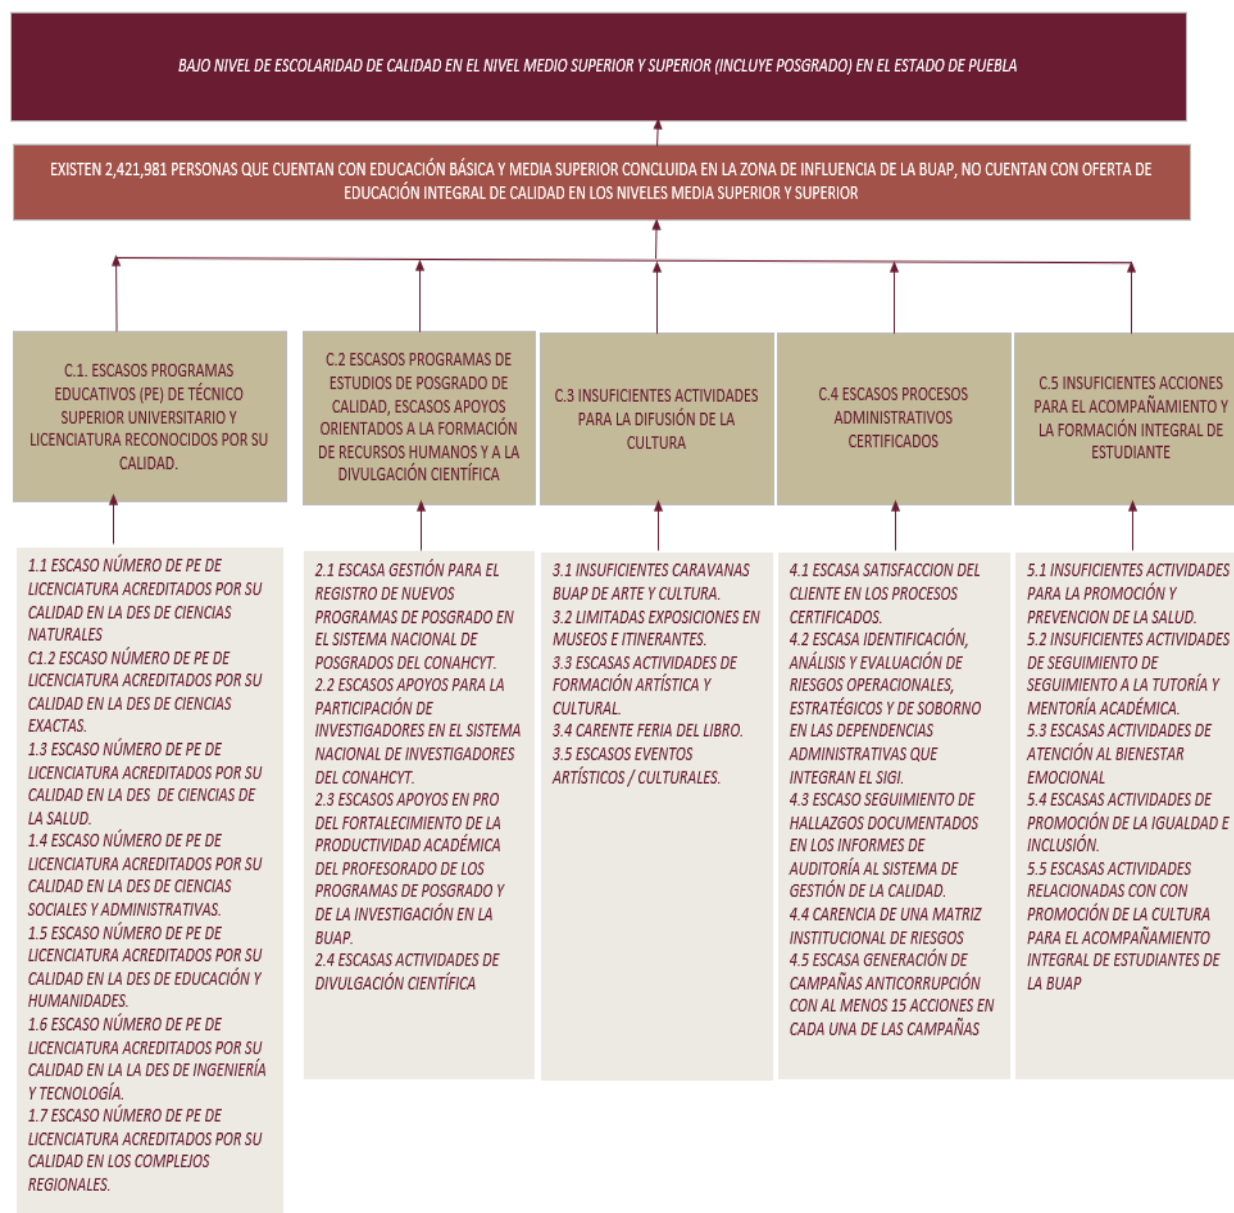 BAJO NIVEL DE ESCOLARIDAD DE CALIDAD EN EL NIVEL MEDIO SUPERIOR Y SUPERIOR (INCLUYE POSGRADO) EN EL ESTADO DE PUEBLA
EXISTEN 2,421,981 PERSONAS QUE CUENTAN CON EDUCACIÓN BÁSICA Y MEDIA SUPERIOR CONCLUIDA EN LA ZONA DE INFLUENCIA DE LA BUAP, NO CUENTAN CON OFERTA DE
EDUCACIÓN INTEGRAL DE CALIDAD EN LOS NIVELES MEDIA SUPERIOR Y SUPERIOR
C.1. ESCASOS PROGRAMAS
EDUCATIVOS (PE) DE TÉCNICO
SUPERIOR UNIVERSITARIO Y
LICENCIATURA RECONOCIDOS POR SU
CALIDAD.
C.2 ESCASOS PROGRAMAS DE
ESTUDIOS DE POSGRADO DE
CALIDAD, ESCASOS APOYOS
ORIENTADOS A LA FORMACIÓN
DE RECURSOS HUMANOS Y A LA
DIVULGACIÓN CIENTÍFICA
C.3 INSUFICIENTES ACTIVIDADES
PARA LA DIFUSIÓN DE LA
CULTURA
C.4 ESCASOS PROCESOS
ADMINISTRATIVOS
CERTIFICADOS
C.5 INSUFICIENTES ACCIONES
PARA EL ACOMPAÑAMIENTO Y
LA FORMACIÓN INTEGRAL DE
ESTUDIANTE
1.1 ESCASO NÚMERO DE PE DE
LICENCIATURA ACREDITADOS POR SU
CALIDAD EN LA DES DE CIENCIAS
NATURALES
C1.2 ESCASO NÚMERO DE PE DE
LICENCIATURA ACREDITADOS POR SU
CALIDAD EN LA DES DE CIENCIAS
EXACTAS.
1.3 ESCASO NÚMERO DE PE DE
LICENCIATURA ACREDITADOS POR SU
CALIDAD EN LA DES DE CIENCIAS DE
LA SALUD.
1.4 ESCASO NÚMERO DE PE DE
LICENCIATURA ACREDITADOS POR SU
CALIDAD EN LA DES DE CIENCIAS
SOCIALES Y ADMINISTRATIVAS.
1.5 ESCASO NÚMERO DE PE DE
LICENCIATURA ACREDITADOS POR SU
CALIDAD EN LA DES DE EDUCACIÓN Y
HUMANIDADES.
1.6 ESCASO NÚMERO DE PE DE
LICENCIATURA ACREDITADOS POR SU
CALIDAD EN LA LA DES DE INGENIERÍA
Y TECNOLOGÍA.
1.7 ESCASO NÚMERO DE PE DE
LICENCIATURA ACREDITADOS POR SU
CALIDAD EN LOS COMPLEJOS
REGIONALES.
2.1 ESCASA GESTIÓN PARA EL
REGISTRO DE NUEVOS
PROGRAMAS DE POSGRADO EN
EL SISTEMA NACIONAL DE
POSGRADOS DEL CONAHCYT.
2.2 ESCASOS APOYOS PARA LA
PARTICIPACIÓN DE
INVESTIGADORES EN EL SISTEMA
NACIONAL DE INVESTIGADORES
DEL CONAHCYT.
2.3 ESCASOS APOYOS EN PRO
DEL FORTALECIMIENTO DE LA
PRODUCTIVIDAD ACADÉMICA
DEL PROFESORADO DE LOS
PROGRAMAS DE POSGRADO Y
DE LA INVESTIGACIÓN EN LA
BUAP.
2.4 ESCASAS ACTIVIDADES DE
DIVULGACIÓN CIENTÍFICA
3.1 INSUFICIENTES CARAVANAS
BUAP DE ARTE Y CULTURA.
3.2 LIMITADAS EXPOSICIONES EN
MUSEOS E ITINERANTES.
3.3 ESCASAS ACTIVIDADES DE
FORMACIÓN ARTÍSTICA Y
CULTURAL.
3.4 CARENTE FERIA DEL LIBRO.
3.5 ESCASOS EVENTOS
ARTÍSTICOS / CULTURALES.
4.1 ESCASA SATISFACCION DEL
CLIENTE EN LOS PROCESOS
CERTIFICADOS.
4.2 ESCASA IDENTIFICACIÓN,
ANÁLISIS Y EVALUACIÓN DE
RIESGOS OPERACIONALES,
ESTRATÉGICOS Y DE SOBORNO
EN LAS DEPENDENCIAS
ADMINISTRATIVAS QUE
INTEGRAN EL SIGI.
4.3 ESCASO SEGUIMIENTO DE
HALLAZGOS DOCUMENTADOS
EN LOS INFORMES DE
AUDITORÍA AL SISTEMA DE
GESTIÓN DE LA CALIDAD.
4.4 CARENCIA DE UNA MATRIZ
INSTITUCIONAL DE RIESGOS
4.5 ESCASA GENERACIÓN DE
CAMPAÑAS ANTICORRUPCIÓN
CON AL MENOS 15 ACCIONES EN
CADA UNA DE LAS CAMPAÑAS
5.1 INSUFICIENTES ACTIVIDADES
PARA LA PROMOCIÓN Y
PREVENCION DE LA SALUD.
5.2 INSUFICIENTES ACTIVIDADES
DE SEGUIMIENTO DE
SEGUIMIENTO A LA TUTORÍA Y
MENTORÍA ACADÉMICA.
5.3 ESCASAS ACTIVIDADES DE
ATENCIÓN AL BIENESTAR
EMOCIONAL
5.4 ESCASAS ACTIVIDADES DE
PROMOCIÓN DE LA IGUALDAD E
INCLUSIÓN.
5.5 ESCASAS ACTIVIDADES
RELACIONADAS CON CON
PROMOCIÓN DE LA CULTURA
PARA EL ACOMPAÑAMIENTO
INTEGRAL DE ESTUDIANTES DE
LA BUAP